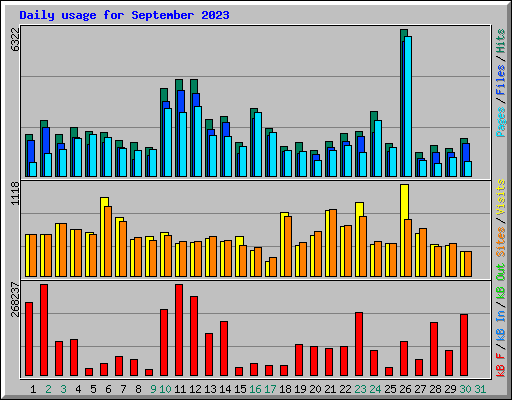 Daily usage for September 2023
6322
Pages / Files / Hits
1118
Sites / Visits
268237
kB F / kB In / kB Out
1 2 3 4 5 6 7 8 9 10 11 12 13 14 15 16 17 18 19 20 21 22 23 24 25 26 27 28 29 30 31